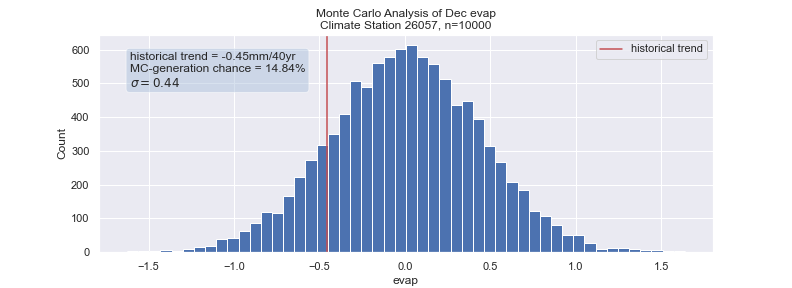 Monte Carlo Analysis of Dec evap
Climate Station 26057, n=10000
historical trend = -0.45mm/40yr
MC-generation chance = 14.84%
σ = 0.44
historical trend
Count
600
500
400
300
200
100
0
−1.5 −1.0 −0.5 0.0 0.5 1.0 1.5
evap